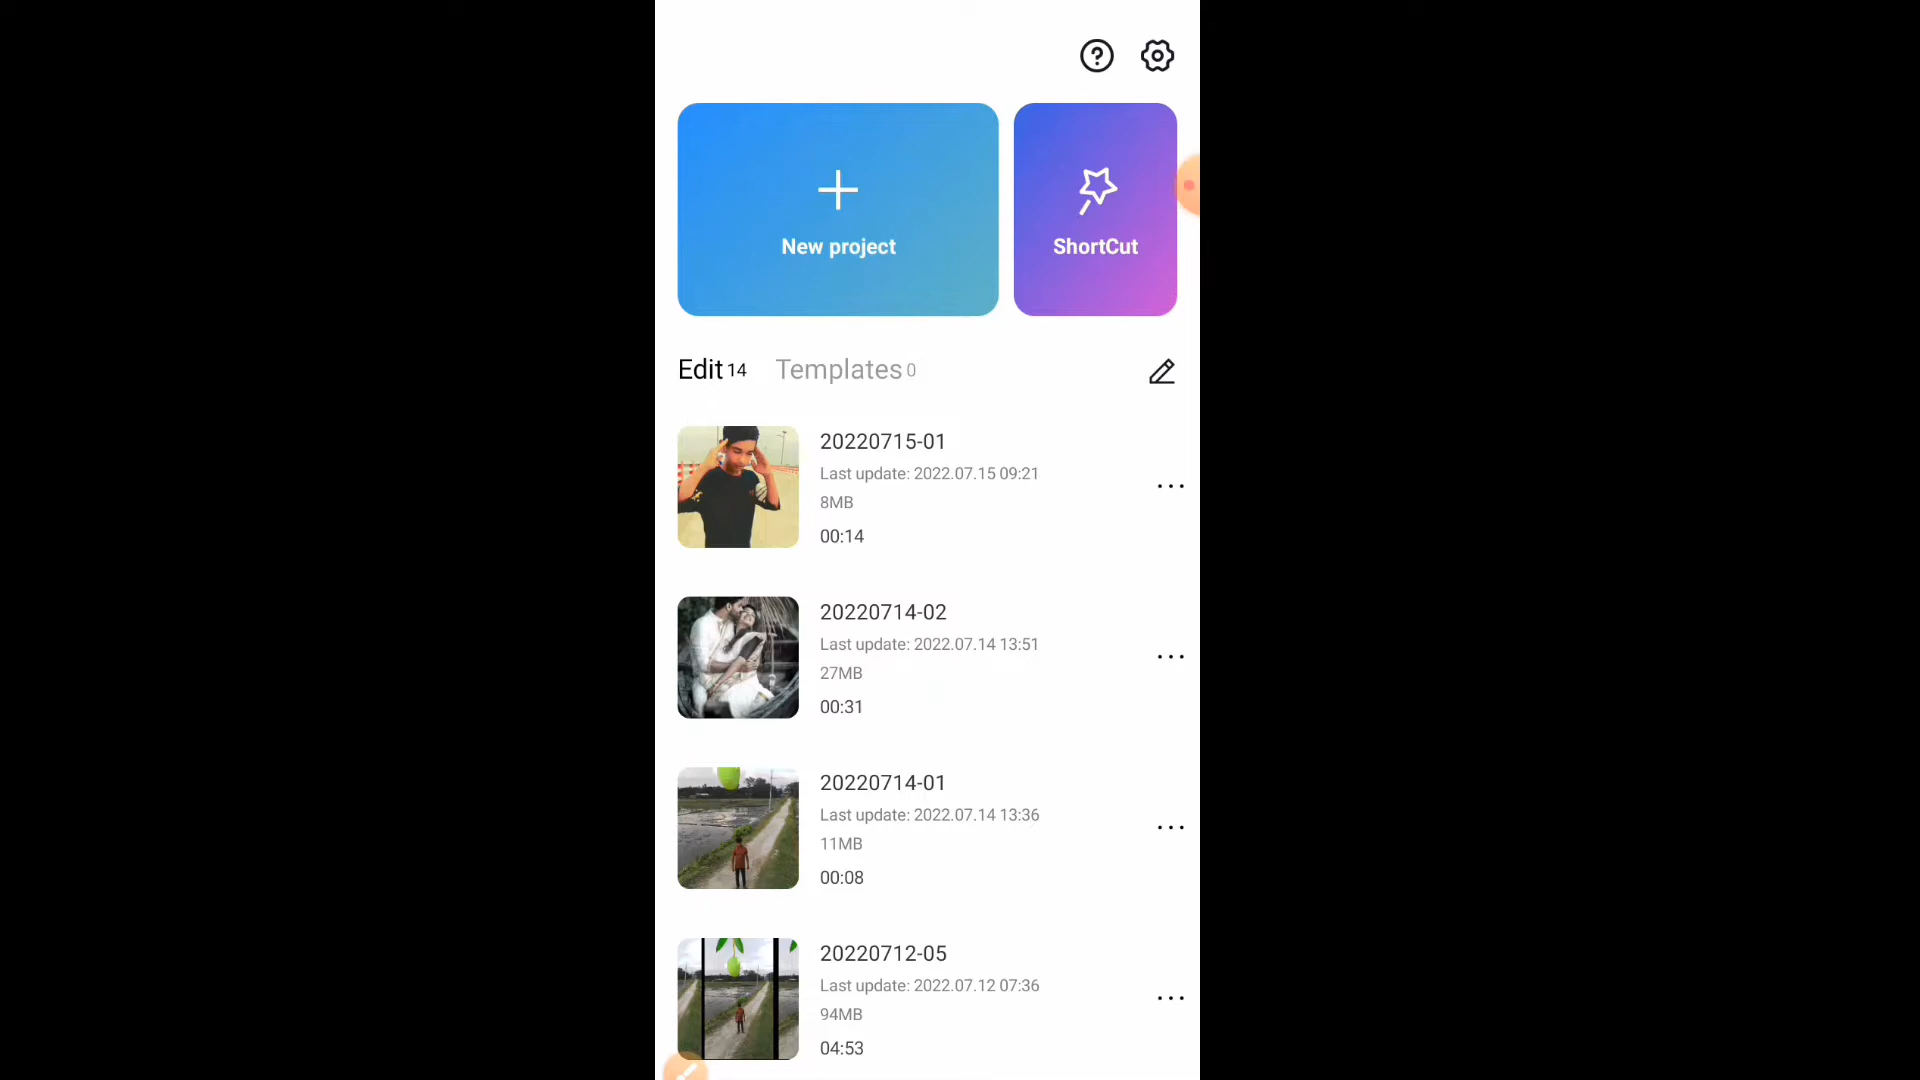 New project
ShortCut
Edit 14
Templates 0
20220715-01
Last update: 2022.07.15 09:21
8MB
00:14
20220714-02
Last update: 2022.07.14 13:51
27MB
00:31
20220714-01
Last update: 2022.07.14 13:36
11MB
00:08
20220712-05
Last update: 2022.07.12 07:36
94MB
04:53